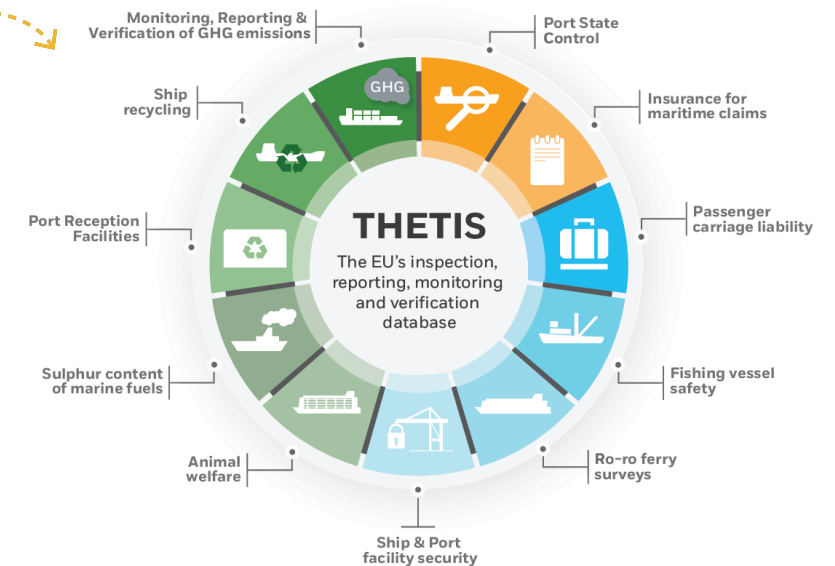 Monitoring, Reporting &
Verification of GHG emissions
Port State
Control
GHG
Ship
recycling
Insurance for
maritime claims
Port Reception
Facilities
Passenger
carriage liability
THETIS
The EU's inspection,
reporting, monitoring
and verification
database
Sulphur content
of marine fuels
Fishing vessel
safety
Animal
welfare
Ro-ro ferry
surveys
Ship & Port
facility security